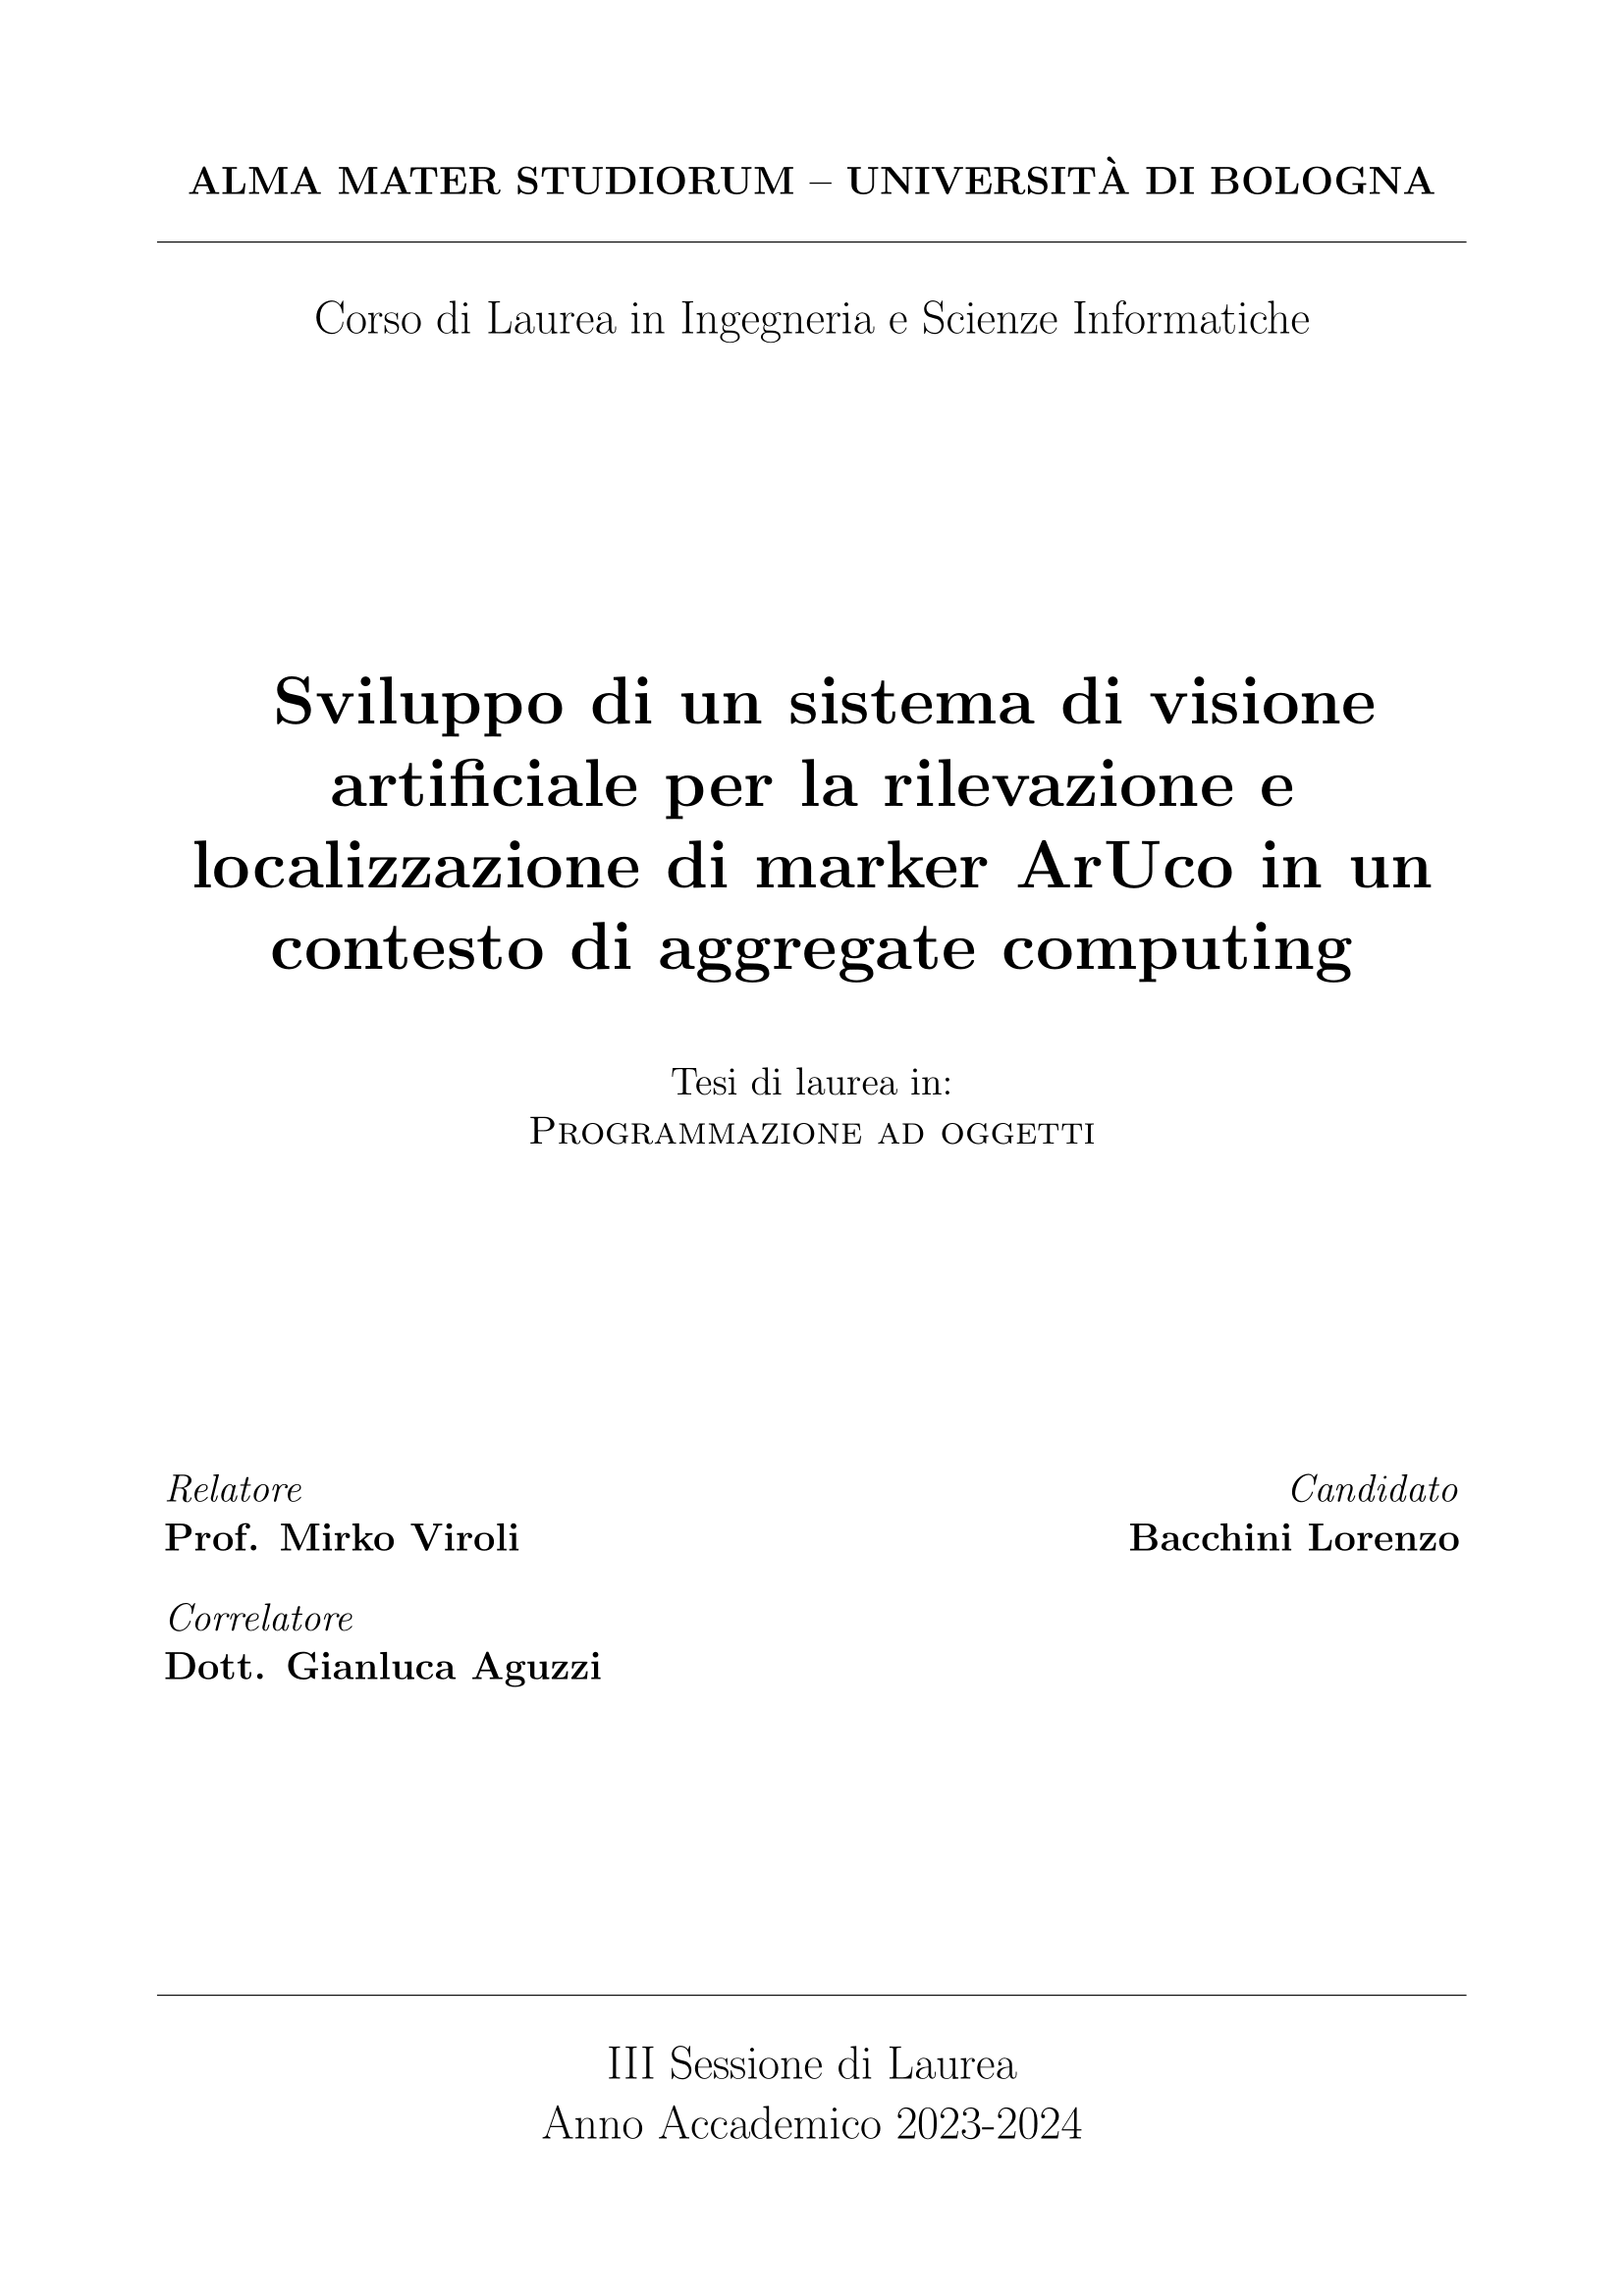 ALMA MATER STUDIORUM – UNIVERSITÀ DI BOLOGNA
Corso di Laurea in Ingegneria e Scienze Informatiche
Sviluppo di un sistema di visione
artificiale per la rilevazione e
localizzazione di marker ArUco in un
contesto di aggregate computing
Tesi di laurea in:
Programmazione ad oggetti
Relatore
Prof. Mirko Viroli
Candidato
Bacchini Lorenzo
Correlatore
Dott. Gianluca Aguzzi
III Sessione di Laurea
Anno Accademico 2023-2024